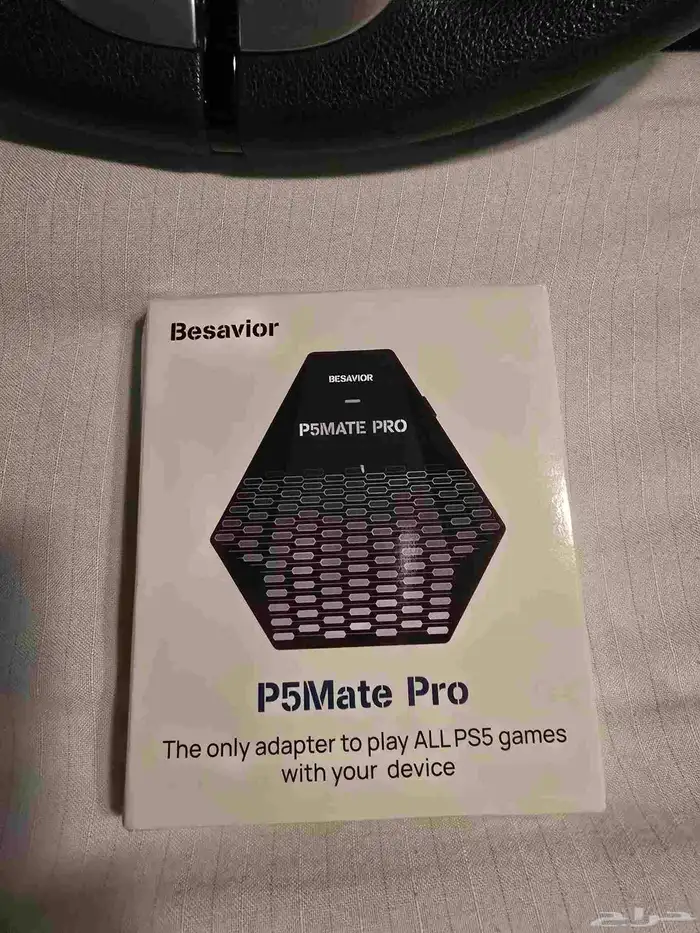 Besavior
BESAVIOR
P5MATE PRO
P5Mate Pro
The only adapter to play ALL PS5 games
with your device
حراج